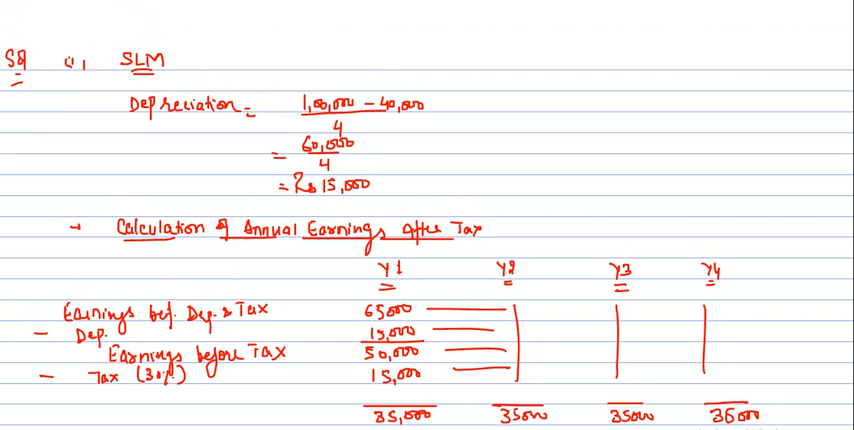 SQ (i) SLM
Depreciation = 1,00,000 - 40,000
4
= 60,000
4
= Rs 15,000
→ Calculation of Annual Earnings After Tax
Y1 Y2 Y3 Y4
Earnings bef. Dep. & Tax 65000
- Dep. 15,000
Earnings before Tax 50,000
- Tax (30%) 15,000
35,000 35000 35000 35000